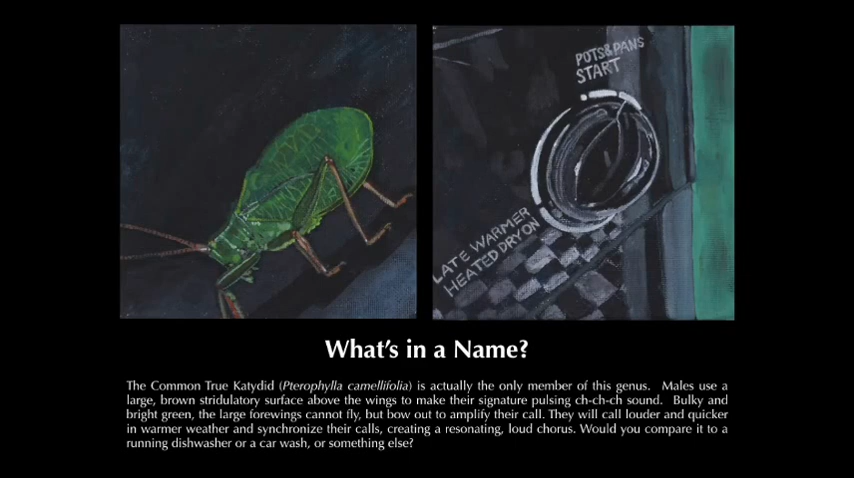 POTS&PANS
START
LATE WARMER
HEATED DRY ON
What's in a Name?
The Common True Katydid (Pterophylla camellifolia) is actually the only member of this genus. Males use a
large, brown stridulatory surface above the wings to make their signature pulsing ch-ch-ch sound. Bulky and
bright green, the large forewings cannot fly, but bow out to amplify their call. They will call louder and quicker
in warmer weather and synchronize their calls, creating a resonating, loud chorus. Would you compare it to a
running dishwasher or a car wash, or something else?